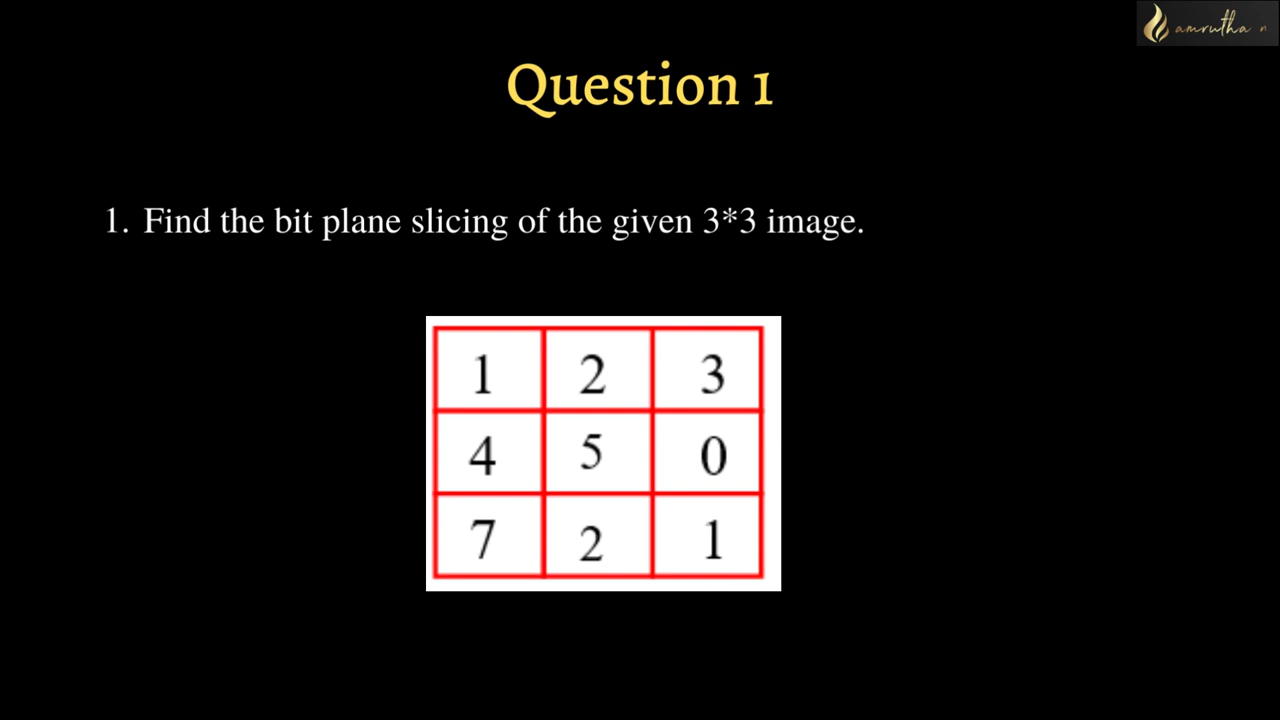 amrutha n
Question 1
1. Find the bit plane slicing of the given 3*3 image.
1 2 3
4 5 0
7 2 1